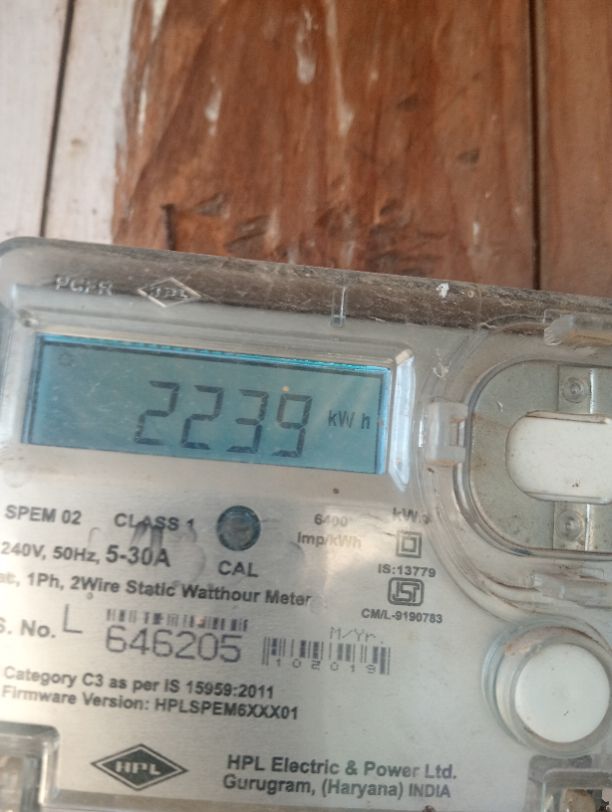 HPL
2239 kWh
SPEM 02 CLASS 1 6400 imp/kWh
240V, 50Hz, 5-30A CAL IS:13779
1Ph, 2Wire Static Watthour Meter
CM/L-9190783
S. No. L 646205 M/Yr.
102019
Category C3 as per IS 15959:2011
Firmware Version: HPLSPEM6XXX01
HPL HPL Electric & Power Ltd.
Gurugram, (Haryana) INDIA